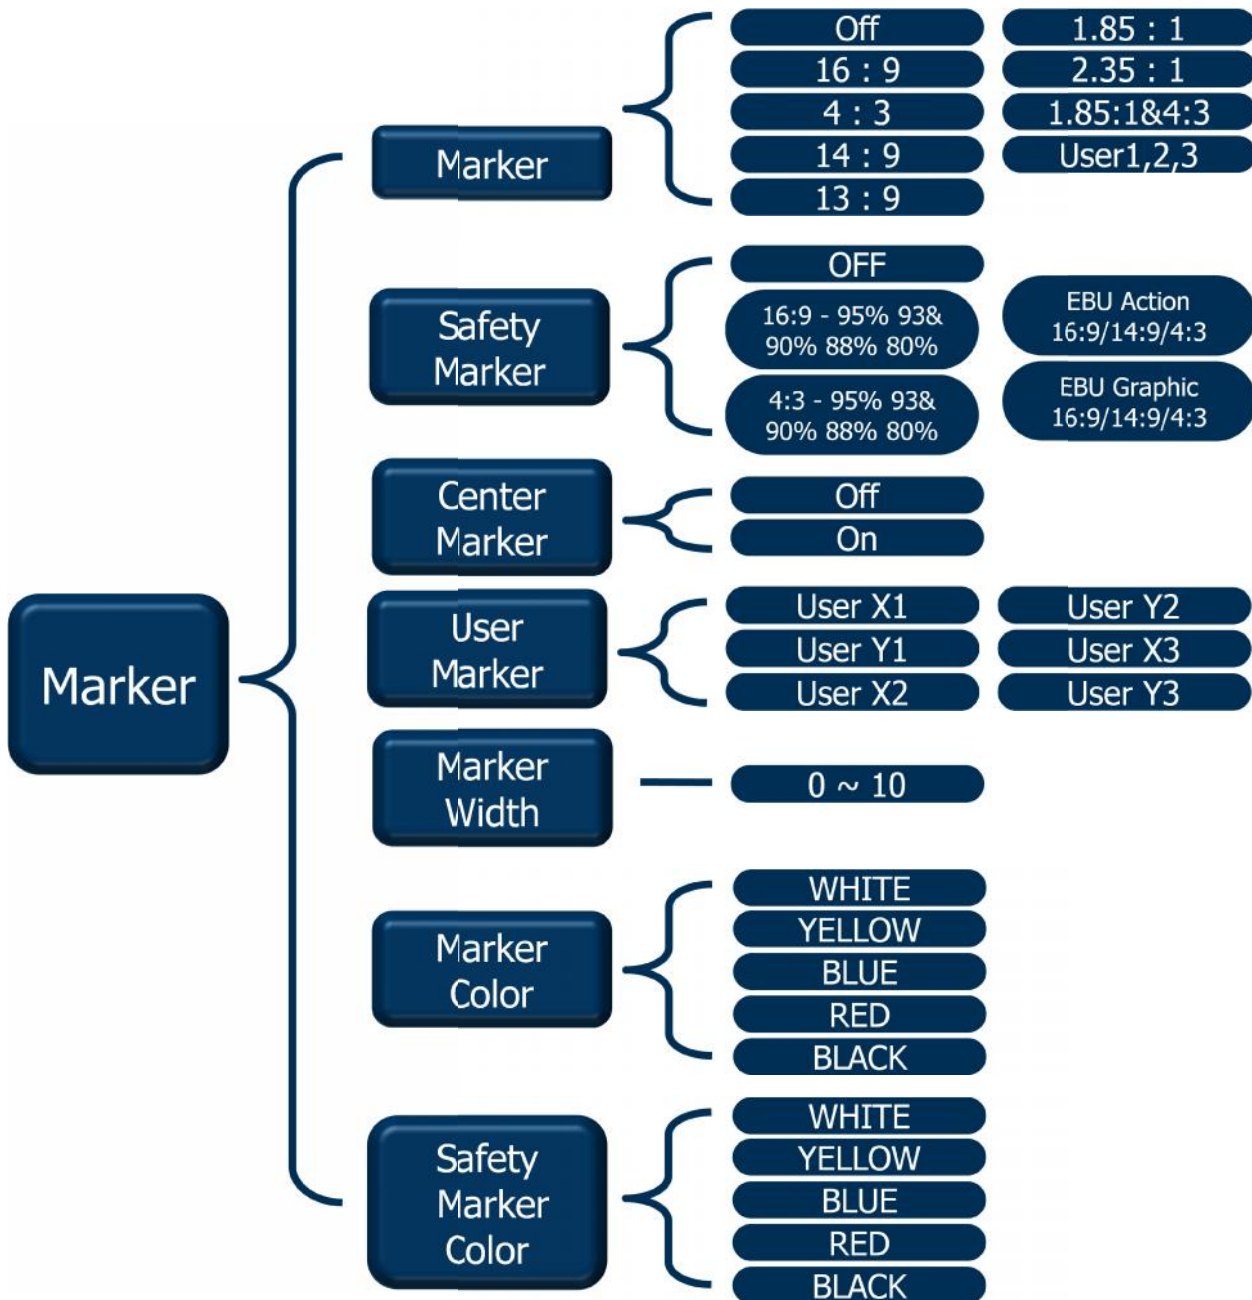 Marker
Marker
Off
16 : 9
4 : 3
14 : 9
13 : 9
1.85 : 1
2.35 : 1
1.85:1&4:3
User1,2,3
Safety
Marker
OFF
16:9 - 95% 93&
90% 88% 80%
4:3 - 95% 93&
90% 88% 80%
EBU Action
16:9/14:9/4:3
EBU Graphic
16:9/14:9/4:3
Center
Marker
Off
On
User
Marker
User X1
User Y1
User X2
User Y2
User X3
User Y3
Marker
Width
0 ~ 10
Marker
Color
WHITE
YELLOW
BLUE
RED
BLACK
Safety
Marker
Color
WHITE
YELLOW
BLUE
RED
BLACK